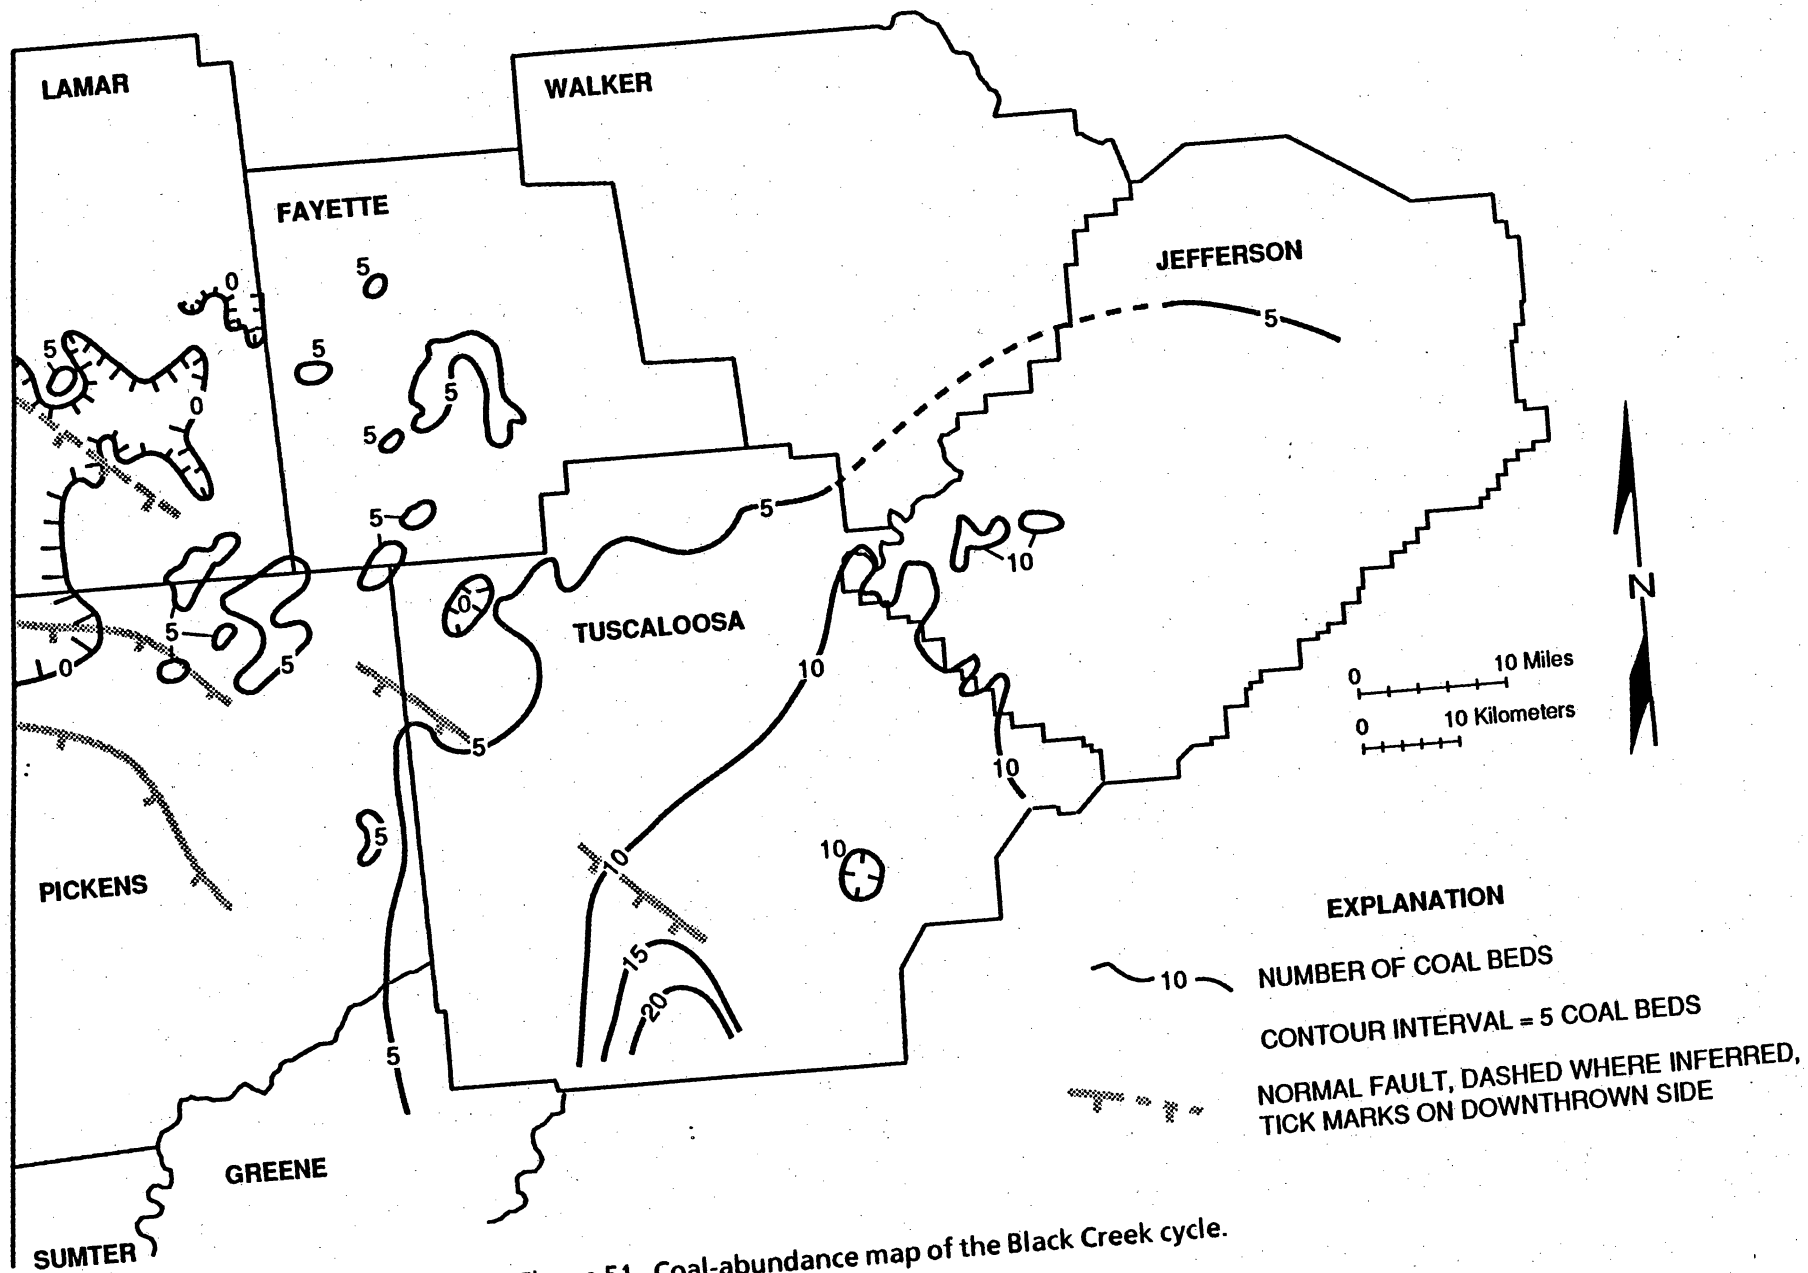 LAMAR
WALKER
FAYETTE
JEFFERSON
0
5
5
5
0
5
5
5
5
5
10
0
TUSCALOOSA
5
5
0
10
5
10
5
10
10
PICKENS
15
20
5
GREENE
SUMTER
N
0 10 Miles
0 10 Kilometers
EXPLANATION
10 NUMBER OF COAL BEDS
CONTOUR INTERVAL = 5 COAL BEDS
NORMAL FAULT, DASHED WHERE INFERRED,
TICK MARKS ON DOWNTHROWN SIDE
51. Coal-abundance map of the Black Creek cycle.